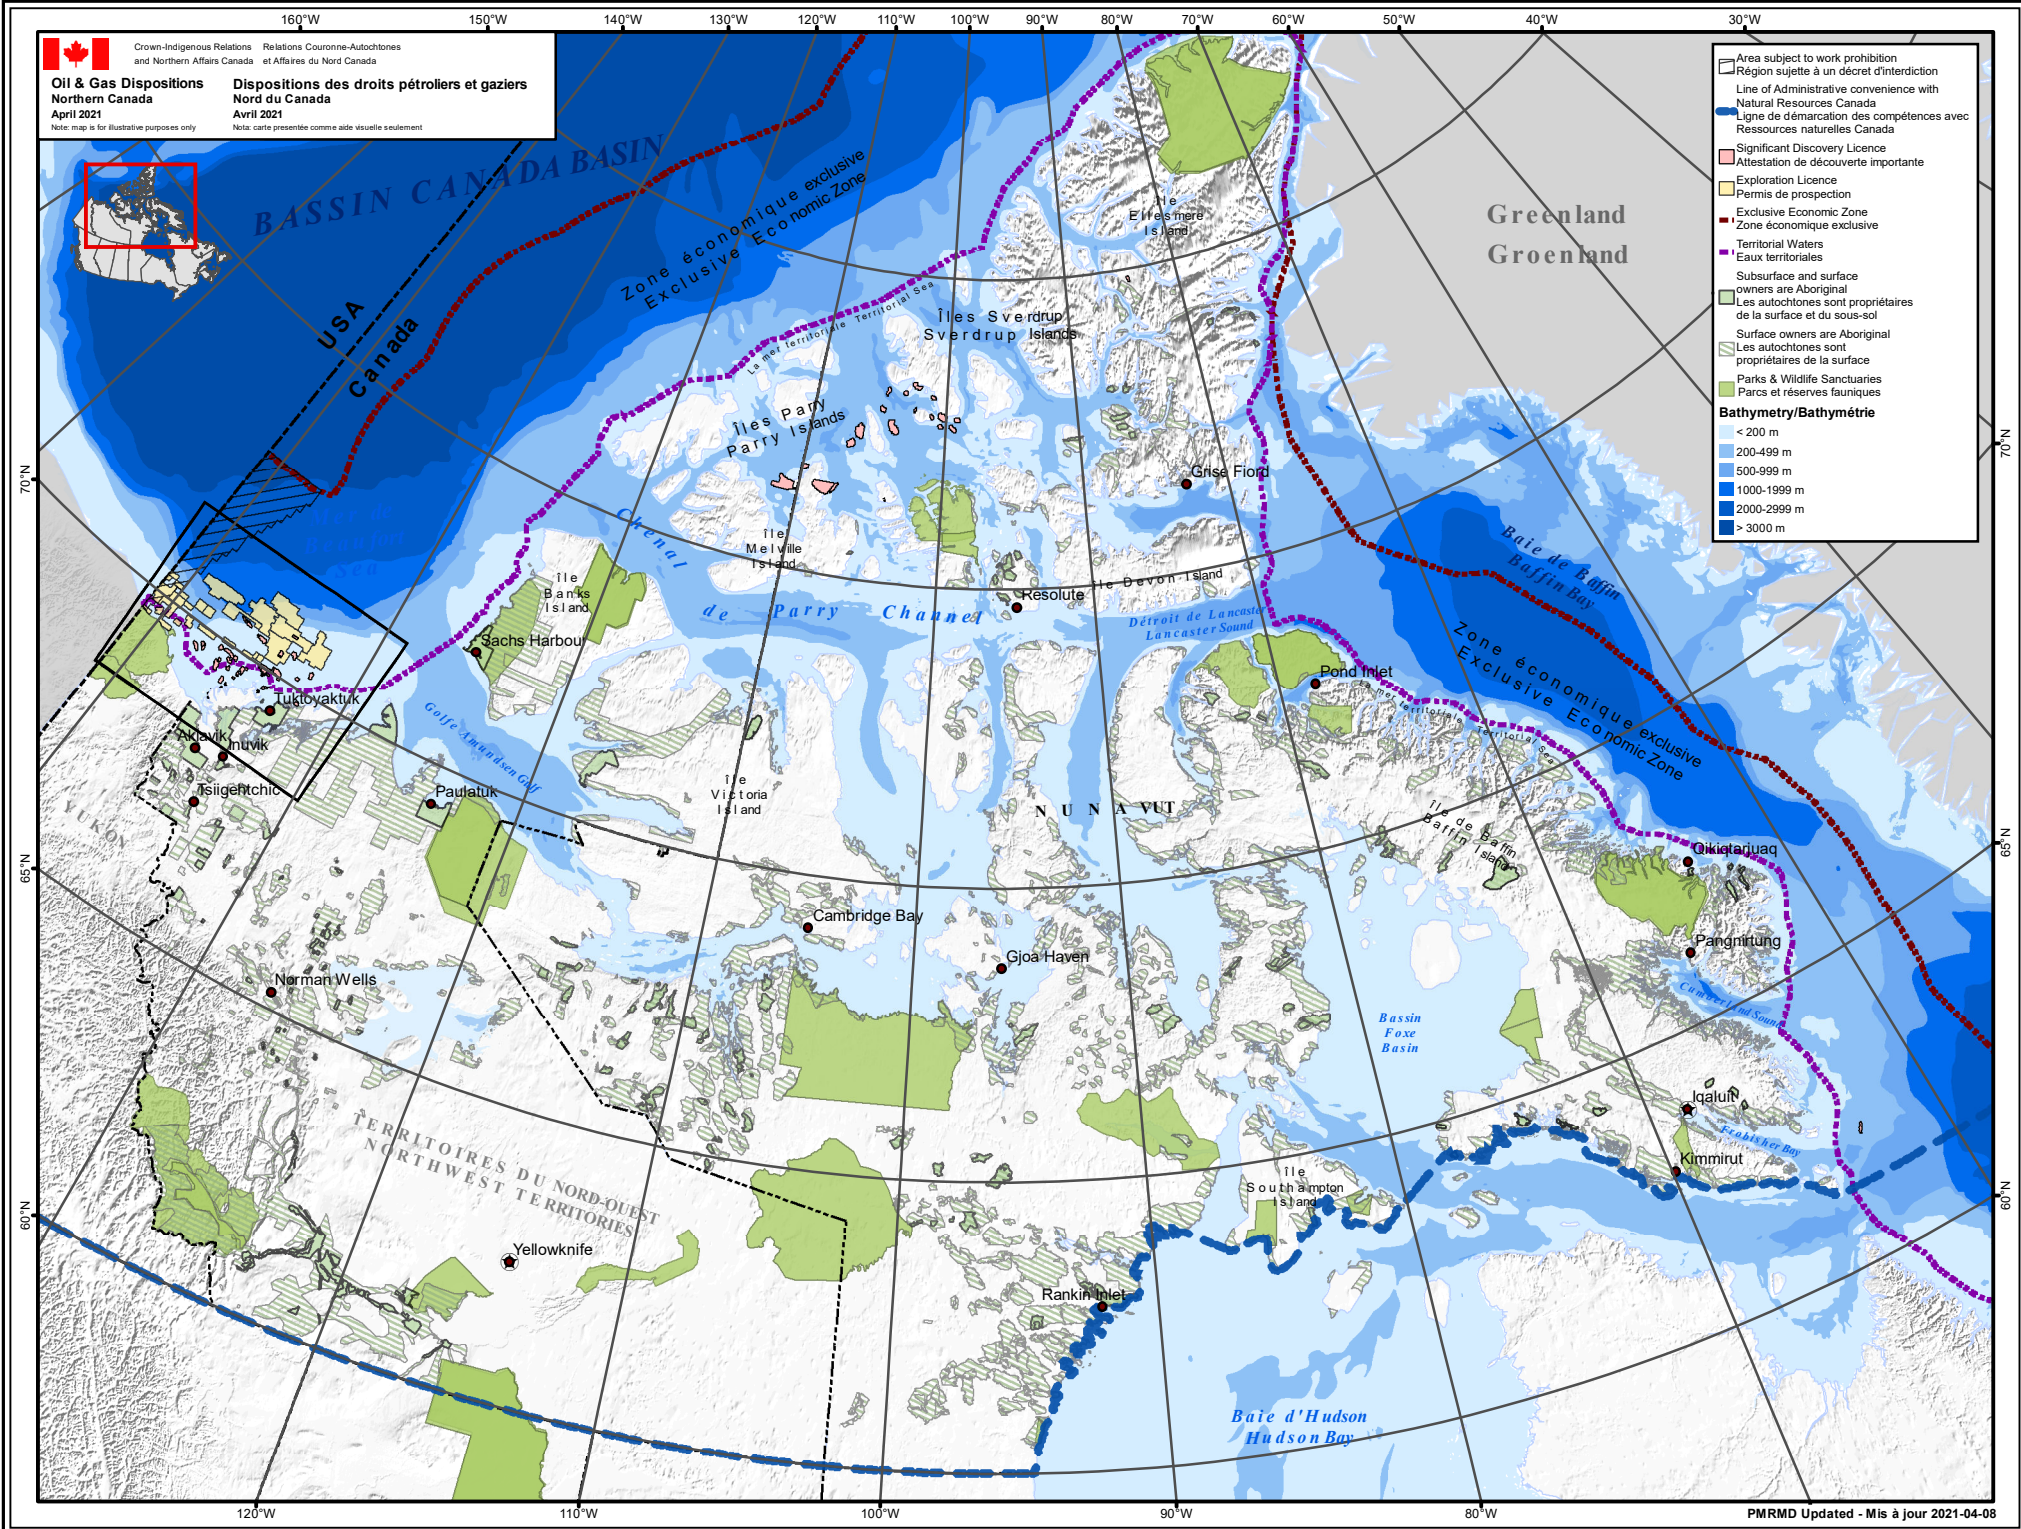 160°W 150°W 140°W 130°W 120°W 110°W 100°W 90°W 80°W 70°W 60°W 50°W 40°W 30°W
Crown-Indigenous Relations
and Northern Affairs Canada
Relations Couronne-Autochtones
et Affaires du Nord Canada
Oil & Gas Dispositions
Northern Canada
April 2021
Note: map is for illustrative purposes only
Dispositions des droits pétroliers et gaziers
Nord du Canada
Avril 2021
Nota: carte presentée comme aide visuelle seulement
Area subject to work prohibition
Région sujette à un décret d'interdiction
Line of Administrative convenience with
Natural Resources Canada
Ligne de démarcation des compétences avec
Ressources naturelles Canada
Significant Discovery Licence
Attestation de découverte importante
Exploration Licence
Permis de prospection
Exclusive Economic Zone
Zone économique exclusive
Territorial Waters
Eaux territoriales
Subsurface and surface
owners are Aboriginal
Les autochtones sont propriétaires
de la surface et du sous-sol
Surface owners are Aboriginal
Les autochtones sont
propriétaires de la surface
Parks & Wildlife Sanctuaries
Parcs et réserves fauniques
Bathymetry/Bathymétrie
< 200 m
200-499 m
500-999 m
1000-1999 m
2000-2999 m
> 3000 m
BASSIN CANADA BASIN
USA
Canada
Zone économique exclusive
Exclusive Economic Zone
La mer territoriale Territorial Sea
Île
Ellesmere
Island
Greenland
Groenland
Îles Sverdrup
Sverdrup Islands
Îles Parry
Parry Islands
Grise Fiord
70°N
70°N
Mer de
Beaufort
Sea
Chenal
de Parry Channel
île
Melville
Island
île
Banks
Island
Sachs Harbour
Resolute
île Devon Island
Détroit de Lancaster
Lancaster Sound
Baie de Baffin
Baffin Bay
Zone économique exclusive
Exclusive Economic Zone
Pond Inlet
La mer territoriale
Territorial Sea
Tuktoyaktuk
Aklavik
Inuvik
Tsiigehtchic
Golfe Amundsen Gulf
Paulatuk
YUKON
île
Victoria
Island
NUNAVUT
île de Baffin
Baffin Island
Qikiqtarjuaq
65°N
65°N
Cambridge Bay
Gjoa Haven
Pangnirtung
Norman Wells
Cumberland Sound
Bassin
Foxe
Basin
Iqaluit
Frobisher Bay
Kimmirut
TERRITOIRES DU NORD-OUEST
NORTHWEST TERRITORIES
île
Southampton
Island
60°N
60°N
Yellowknife
Rankin Inlet
Baie d'Hudson
Hudson Bay
120°W 110°W 100°W 90°W 80°W
PMRMD Updated - Mis à jour 2021-04-08